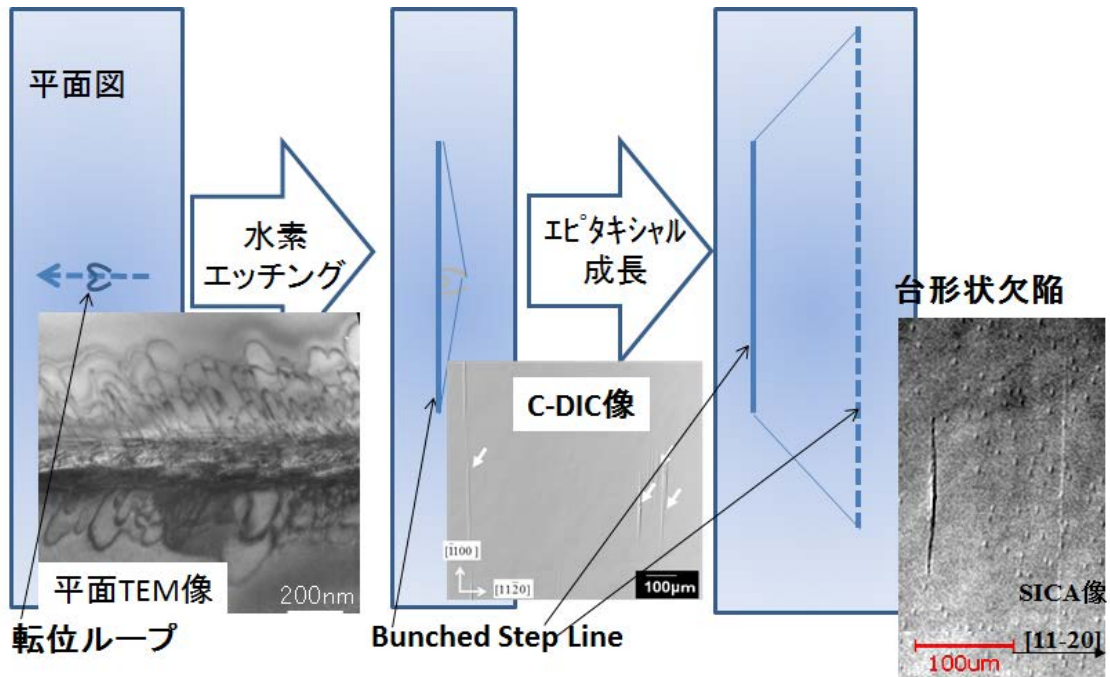 平面図
水素
エッチング
エピタキシャル
成長
台形状欠陥
C-DIC像
[1̄100]
[112̄0]
100μm
平面TEM像
200nm
転位ループ
Bunched Step Line
SICA像
[11-20]
100um